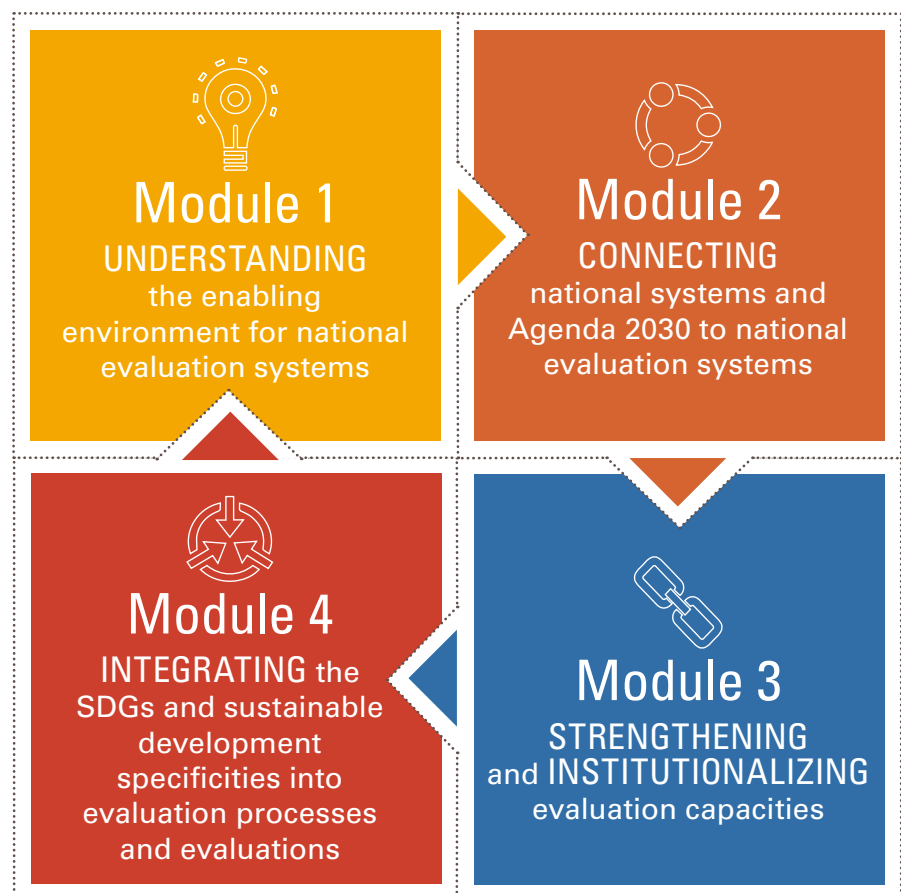 Module 1
UNDERSTANDING
the enabling
environment for national
evaluation systems
Module 2
CONNECTING
national systems and
Agenda 2030 to national
evaluation systems
Module 3
STRENGTHENING
and INSTITUTIONALIZING
evaluation capacities
Module 4
INTEGRATING the
SDGs and sustainable
development
specificities into
evaluation processes
and evaluations